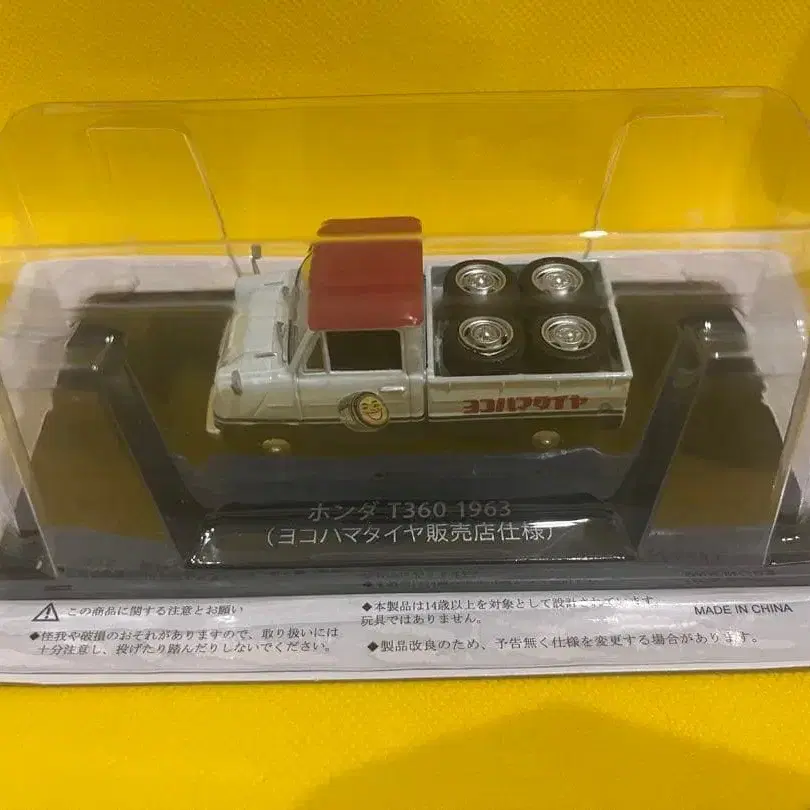 ヨコハマタイヤ
ホンダ T360 1963
(ヨコハマタイヤ販売店仕様)
この商品に関する注意とお願い
◆怪我や破損のおそれがありますので、取り扱いには
十分注意し、投げたり踏んだりしないでください。
◆本製品は14歳以上を対象として設計されています。
玩具ではありません。
◆製品改良のため、予告無く仕様を変更する場合があります。
MADE IN CHINA